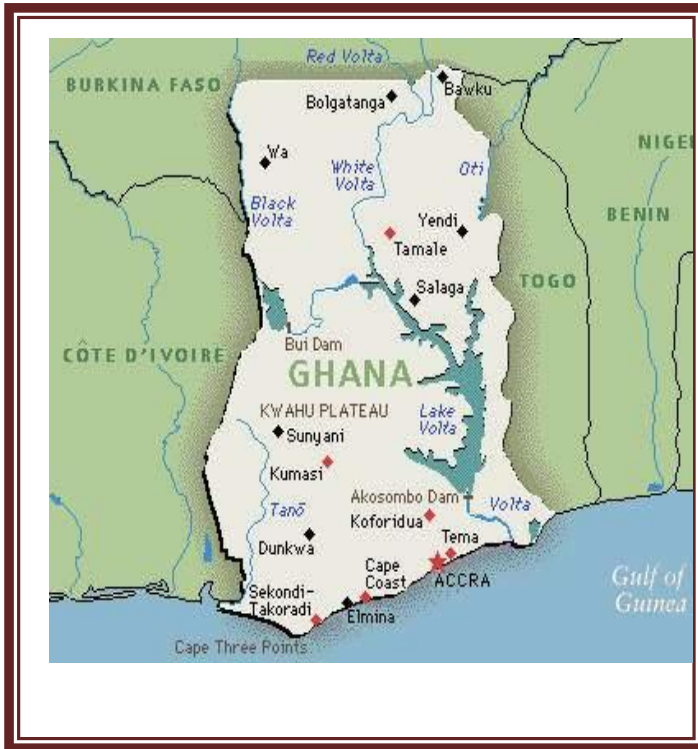 Red Volta
BURKINA FASO
Bawku
Bolgatanga
NIGER
Wa
White
Volta
Oti
Black
Volta
BENIN
Yendi
Tamale
TOGO
Salaga
Bui Dam
CÔTE D'IVOIRE
GHANA
KWAHU PLATEAU
Lake
Volta
Sunyani
Kumasi
Akosombo Dam
Volta
Tanō
Koforidua
Dunkwa
Tema
Cape
Coast
ACCRA
Gulf of
Guinea
Sekondi-
Takoradi
Elmina
Cape Three Points